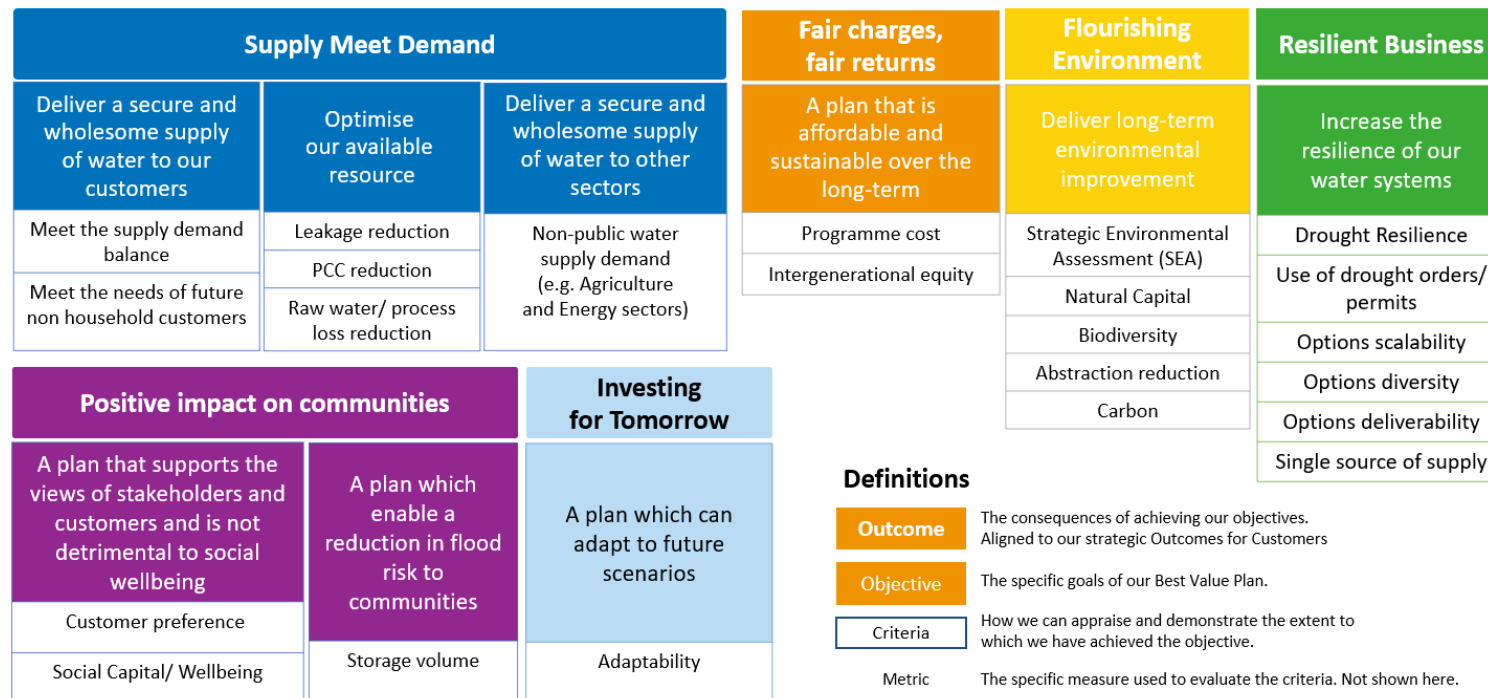 Supply Meet Demand
Deliver a secure and
wholesome supply
of water to our
customers
Meet the supply demand
balance
Meet the needs of future
non household customers
Optimise
our available
resource
Leakage reduction
PCC reduction
Raw water/ process
loss reduction
Deliver a secure and
wholesome supply
of water to other
sectors
Non-public water
supply demand
(e.g. Agriculture
and Energy sectors)
Fair charges,
fair returns
A plan that is
affordable and
sustainable over the
long-term
Programme cost
Intergenerational equity
Flourishing
Environment
Deliver long-term
environmental
improvement
Strategic Environmental
Assessment (SEA)
Natural Capital
Biodiversity
Abstraction reduction
Carbon
Resilient Business
Increase the
resilience of our
water systems
Drought Resilience
Use of drought orders/
permits
Options scalability
Options diversity
Options deliverability
Single source of supply
Positive impact on communities
A plan that supports the
views of stakeholders and
customers and is not
detrimental to social
wellbeing
Customer preference
Social Capital/ Wellbeing
A plan which
enable a
reduction in flood
risk to
communities
Storage volume
Investing
for Tomorrow
A plan which can
adapt to future
scenarios
Adaptability
Definitions
Outcome
The consequences of achieving our objectives.
Aligned to our strategic Outcomes for Customers
Objective
The specific goals of our Best Value Plan.
Criteria
How we can appraise and demonstrate the extent to
which we have achieved the objective.
Metric
The specific measure used to evaluate the criteria. Not shown here.